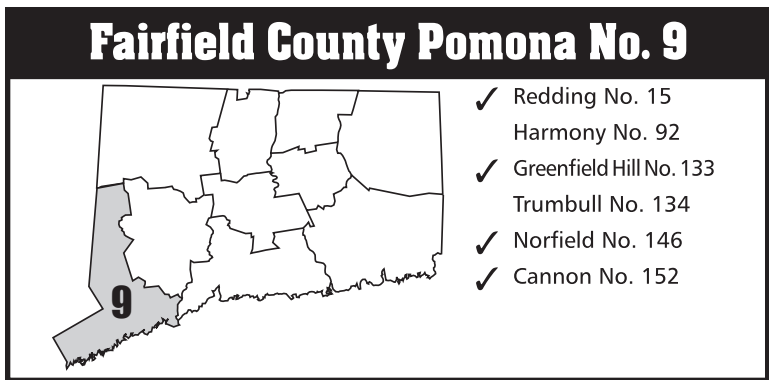 Fairfield County Pomona No. 9
✓ Redding No. 15
Harmony No. 92
✓ Greenfield Hill No. 133
Trumbull No. 134
✓ Norfield No. 146
✓ Cannon No. 152
9